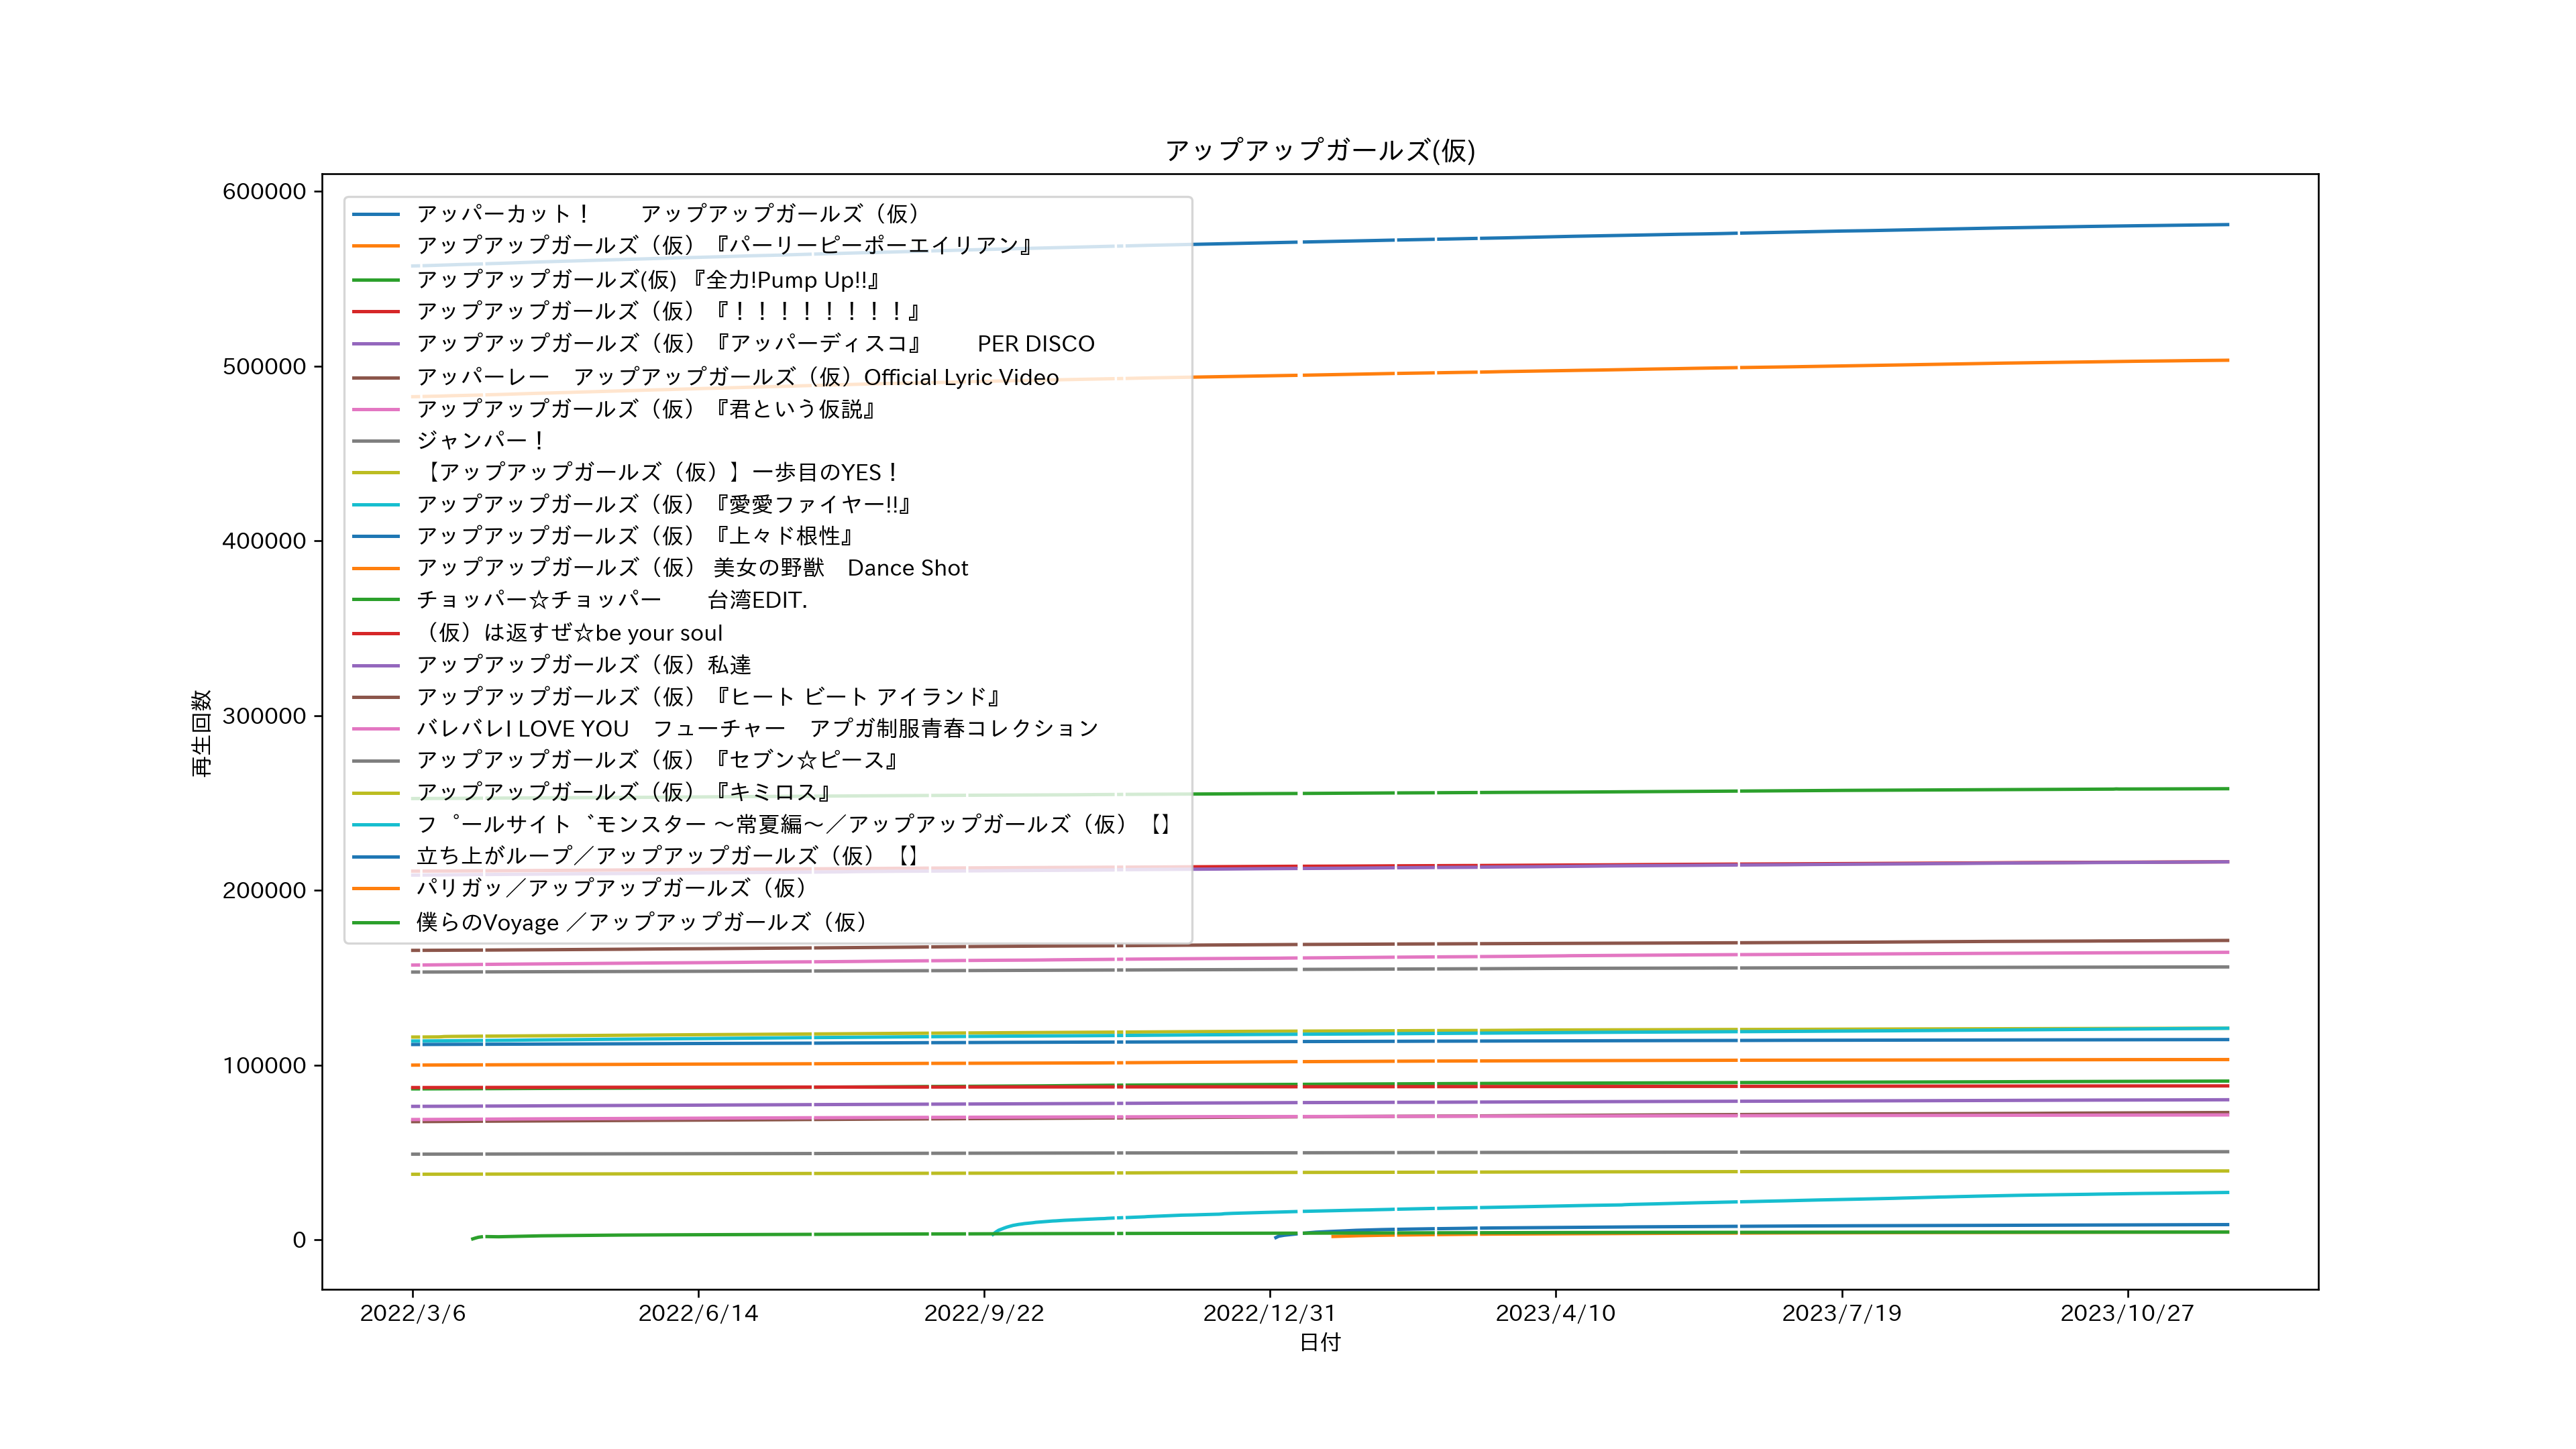 アップアップガールズ(仮)
600000
500000
400000
300000
200000
100000
0
再生回数
アッパーカット！　　アップアップガールズ（仮）
アップアップガールズ（仮）『パーリーピーポーエイリアン』
アップアップガールズ(仮) 『全力!Pump Up!!』
アップアップガールズ（仮）『！！！！！！！！』
アップアップガールズ（仮）『アッパーディスコ』　　PER DISCO
アッパーレー　アップアップガールズ（仮）Official Lyric Video
アップアップガールズ（仮）『君という仮説』
ジャンパー！
【アップアップガールズ（仮）】一歩目のYES！
アップアップガールズ（仮）『愛愛ファイヤー!!』
アップアップガールズ（仮）『上々ド根性』
アップアップガールズ（仮） 美女の野獣　Dance Shot
チョッパー☆チョッパー　　台湾EDIT.
（仮）は返すぜ☆be your soul
アップアップガールズ（仮）私達
アップアップガールズ（仮）『ヒート ビート アイランド』
バレバレI LOVE YOU　フューチャー　アプガ制服青春コレクション
アップアップガールズ（仮）『セブン☆ピース』
アップアップガールズ（仮）『キミロス』
フ゜ールサイト゛モンスター ～常夏編～／アップアップガールズ（仮）【】
立ち上がループ／アップアップガールズ（仮）【】
パリガッ／アップアップガールズ（仮）
僕らのVoyage ／アップアップガールズ（仮）
2022/3/6
2022/6/14
2022/9/22
2022/12/31
2023/4/10
2023/7/19
2023/10/27
日付